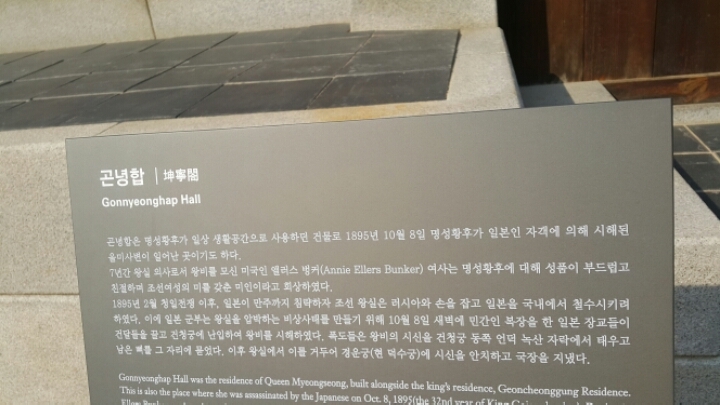 곤녕합 | 坤寧閤
Gonnyeonghap Hall
곤녕합은 명성황후가 일상 생활공간으로 사용하던 건물로 1895년 10월 8일 명성황후가 일본인 자객에 의해 시해된
을미사변이 일어난 곳이기도 하다.
7년간 왕실 의사로서 왕비를 모신 미국인 앨러스 벙커(Annie Ellers Bunker) 여사는 명성황후에 대해 성품이 부드럽고
친절하며 조선여성의 미를 갖춘 미인이라고 회상하였다.
1895년 2월 청일전쟁 이후, 일본이 만주까지 침략하자 조선 왕실은 러시아와 손을 잡고 일본을 국내에서 철수시키려
하였다. 이에 일본 군부는 왕실을 압박하는 비상사태를 만들기 위해 10월 8일 새벽에 민간인 복장을 한 일본 장교들이
건달들을 끌고 건청궁에 난입하여 왕비를 시해하였다. 폭도들은 왕비의 시신을 건청궁 동쪽 언덕 녹산 자락에서 태우고
남은 뼈를 그 자리에 묻었다. 이후 왕실에서 이를 거두어 경운궁(현 덕수궁)에 시신을 안치하고 국장을 지냈다.
Gonnyeonghap Hall was the residence of Queen Myeongseong, built alongside the king's residence, Geoncheonggung Residence.
This is also the place where she was assassinated by the Japanese on Oct. 8, 1895(the 32nd year of King
Ellers Bunker